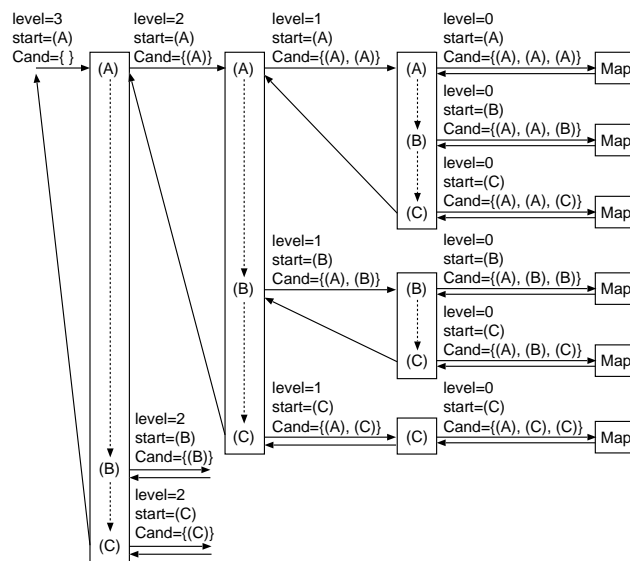 level=3
start=(A)
Cand={ }
(A)
(B)
(C)
level=2
start=(A)
Cand={(A)}
level=2
start=(B)
Cand={(B)}
level=2
start=(C)
Cand={(C)}
(A)
(B)
(C)
level=1
start=(A)
Cand={(A), (A)}
level=1
start=(B)
Cand={(A), (B)}
level=1
start=(C)
Cand={(A), (C)}
(A)
(B)
(C)
(B)
(C)
(C)
level=0
start=(A)
Cand={(A), (A), (A)}
Map
level=0
start=(B)
Cand={(A), (A), (B)}
Map
level=0
start=(C)
Cand={(A), (A), (C)}
Map
level=0
start=(B)
Cand={(A), (B), (B)}
Map
level=0
start=(C)
Cand={(A), (B), (C)}
Map
level=0
start=(C)
Cand={(A), (C), (C)}
Map